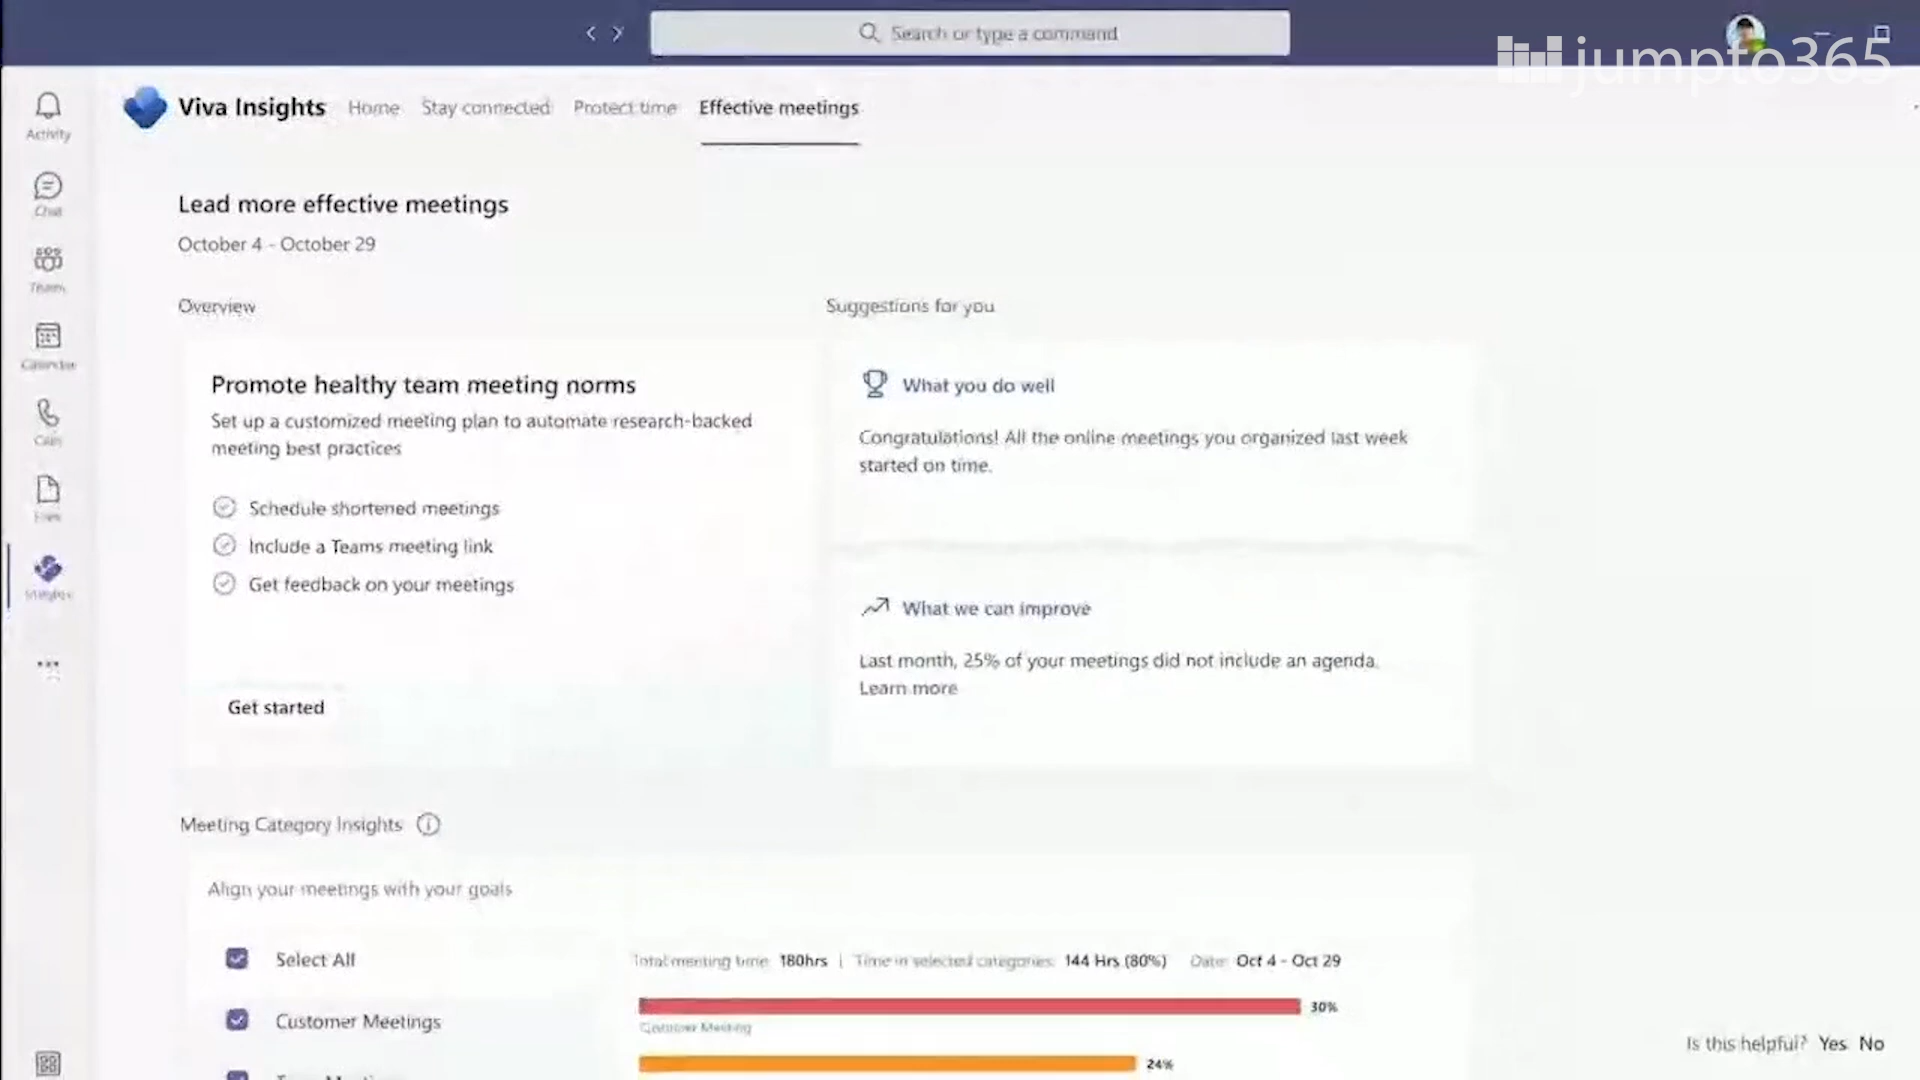 Search or type a command
jumpto365
Activity
Viva Insights Home Stay connected Protect time Effective meetings
Chat
Lead more effective meetings
October 4 - October 29
Teams
Overview
Suggestions for you
Calendar
Promote healthy team meeting norms
Set up a customized meeting plan to automate research-backed
meeting best practices
What you do well
Congratulations! All the online meetings you organized last week
started on time.
Calls
Files
Schedule shortened meetings
Include a Teams meeting link
Get feedback on your meetings
Insights
What we can improve
Last month, 25% of your meetings did not include an agenda.
Learn more
Get started
Meeting Category Insights
Align your meetings with your goals
Select All
Total meeting time: 180hrs | Time in selected categories: 144 Hrs (80%) Date: Oct 4 - Oct 29
30%
Customer Meetings
Customer Meeting
24%
Is this helpful? Yes No